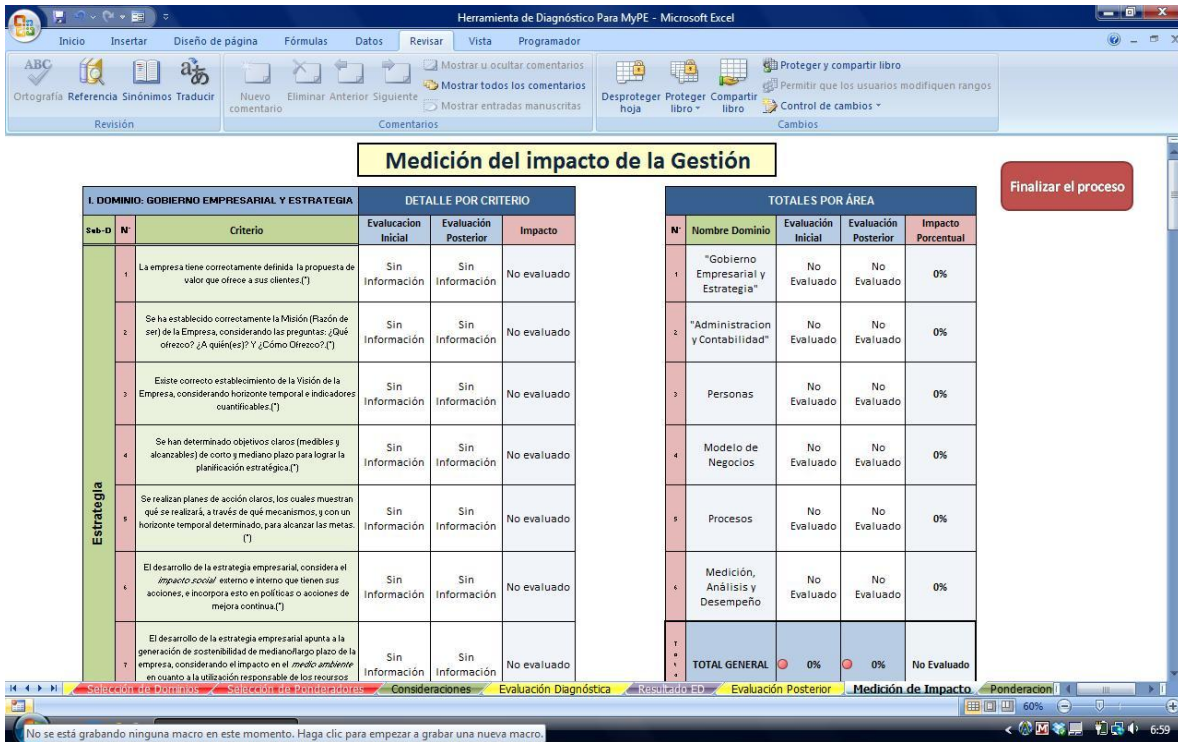 Herramienta de Diagnóstico Para MyPE - Microsoft Excel
Inicio Insertar Diseño de página Fórmulas Datos Revisar Vista Programador
ABC
Ortografía Referencia Sinónimos Traducir
Revisión
Nuevo comentario Eliminar Anterior Siguiente
Mostrar u ocultar comentarios
Mostrar todos los comentarios
Mostrar entradas manuscritas
Comentarios
Desproteger hoja Proteger libro Compartir libro
Proteger y compartir libro
Permitir que los usuarios modifiquen rangos
Control de cambios
Cambios
Medición del impacto de la Gestión
Finalizar el proceso
I. DOMINIO: GOBIERNO EMPRESARIAL Y ESTRATEGIA DETALLE POR CRITERIO
Sub-D N° Criterio Evalucacion Inicial Evaluación Posterior Impacto
Estrategia
1 La empresa tiene correctamente definida la propuesta de
valor que ofrece a sus clientes.(*)
Sin Información Sin Información No evaluado
2 Se ha establecido correctamente la Misión (Razón de
ser) de la Empresa, considerando las preguntas: ¿Qué
ofrezco? ¿A quién(es)? Y ¿Cómo Ofrezco?.(*)
Sin Información Sin Información No evaluado
3 Existe correcto establecimiento de la Visión de la
Empresa, considerando horizonte temporal e indicadores
cuantificables.(*)
Sin Información Sin Información No evaluado
4 Se han determinado objetivos claros (medibles y
alcanzables) de corto y mediano plazo para lograr la
planificación estratégica.(*)
Sin Información Sin Información No evaluado
5 Se realizan planes de acción claros, los cuales muestran
qué se realizará, a través de qué mecanismos, y con un
horizonte temporal determinado, para alcanzar las metas.
(*)
Sin Información Sin Información No evaluado
6 El desarrollo de la estrategia empresarial, considera el
impacto social externo e interno que tienen sus
acciones, e incorpora esto en políticas o acciones de
mejora continua.(*)
Sin Información Sin Información No evaluado
7 El desarrollo de la estrategia empresarial apunta a la
generación de sostenibilidad de mediano/largo plazo de la
empresa, considerando el impacto en el medio ambiente
en cuanto a la utilización responsable de los recursos
Sin Información Sin Información No evaluado
TOTALES POR ÁREA
N° Nombre Dominio Evaluación Inicial Evaluación Posterior Impacto Porcentual
1 "Gobierno Empresarial y Estrategia" No Evaluado No Evaluado 0%
2 "Administracion y Contabilidad" No Evaluado No Evaluado 0%
3 Personas No Evaluado No Evaluado 0%
4 Modelo de Negocios No Evaluado No Evaluado 0%
5 Procesos No Evaluado No Evaluado 0%
6 Medición, Análisis y Desempeño No Evaluado No Evaluado 0%
TOTAL GENERAL 0% 0% No Evaluado
Selección de Dominios Selección de Ponderadores Consideraciones Evaluación Diagnóstica Resultado ED Evaluación Posterior Medición de Impacto Ponderacion
60%
No se está grabando ninguna macro en este momento. Haga clic para empezar a grabar una nueva macro.
6:59